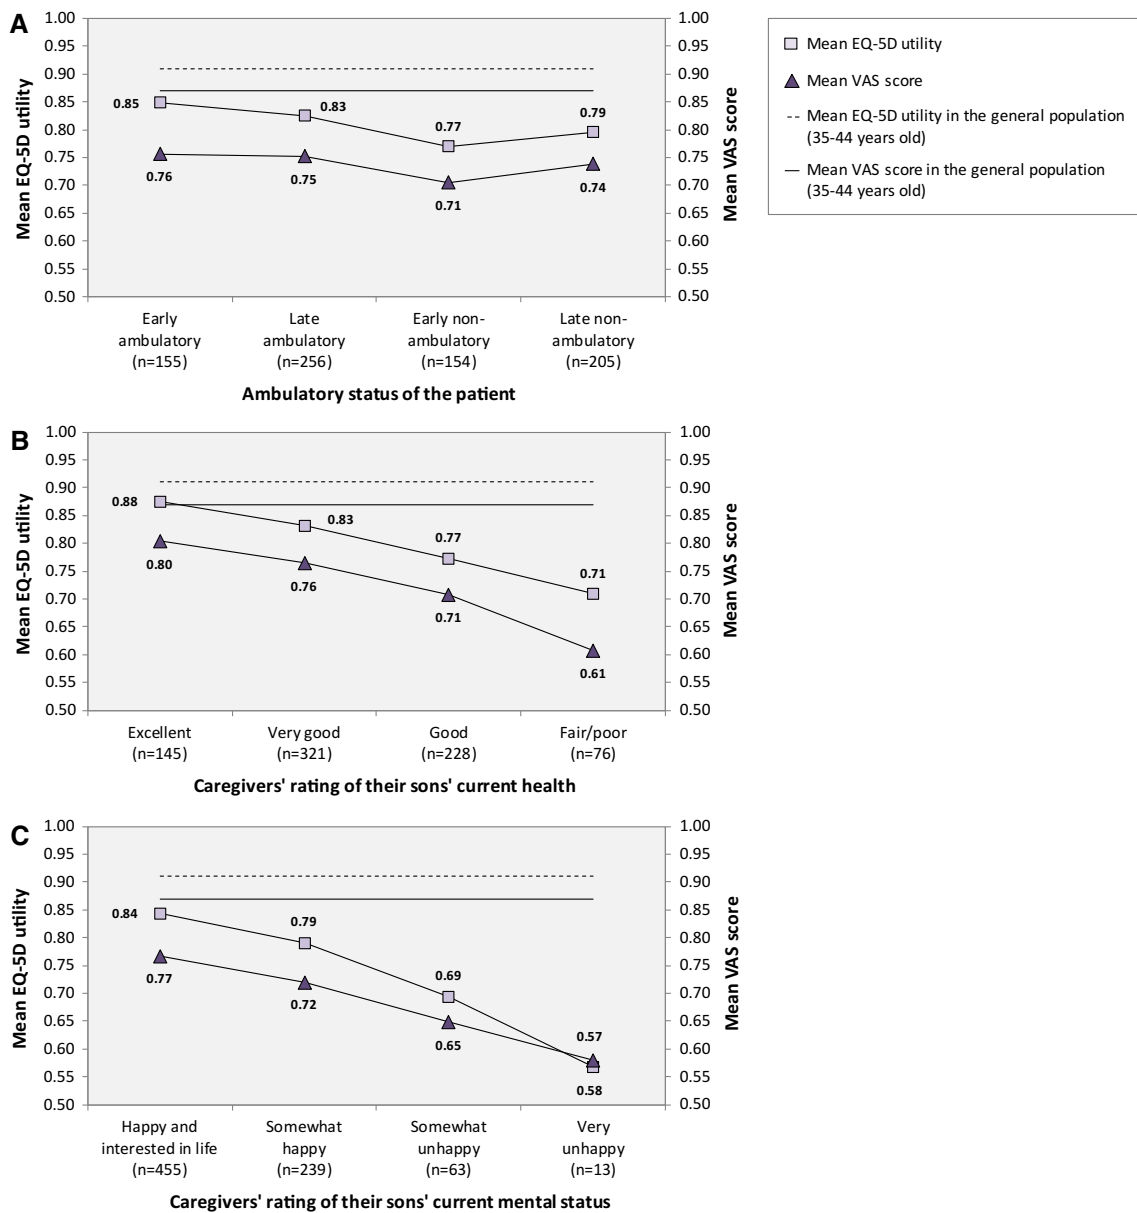 A
1.00
0.95
0.90
0.85
0.80
0.75
0.70
0.65
0.60
0.55
0.50
Mean EQ-5D utility
0.85
0.83
0.77
0.79
0.76
0.75
0.71
0.74
1.00
0.95
0.90
0.85
0.80
0.75
0.70
0.65
0.60
0.55
0.50
Mean VAS score
Early
ambulatory
(n=155)
Late
ambulatory
(n=256)
Early non-
ambulatory
(n=154)
Late non-
ambulatory
(n=205)
Ambulatory status of the patient
Mean EQ-5D utility
Mean VAS score
Mean EQ-5D utility in the general population
(35-44 years old)
Mean VAS score in the general population
(35-44 years old)
B
1.00
0.95
0.90
0.85
0.80
0.75
0.70
0.65
0.60
0.55
0.50
Mean EQ-5D utility
0.88
0.83
0.77
0.71
0.80
0.76
0.71
0.61
1.00
0.95
0.90
0.85
0.80
0.75
0.70
0.65
0.60
0.55
0.50
Mean VAS score
Excellent
(n=145)
Very good
(n=321)
Good
(n=228)
Fair/poor
(n=76)
Caregivers' rating of their sons' current health
C
1.00
0.95
0.90
0.85
0.80
0.75
0.70
0.65
0.60
0.55
0.50
Mean EQ-5D utility
0.84
0.79
0.69
0.57
0.77
0.72
0.65
0.58
1.00
0.95
0.90
0.85
0.80
0.75
0.70
0.65
0.60
0.55
0.50
Mean VAS score
Happy and
interested in life
(n=455)
Somewhat
happy
(n=239)
Somewhat
unhappy
(n=63)
Very
unhappy
(n=13)
Caregivers' rating of their sons' current mental status